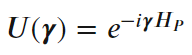 U(γ) = e^{-iγH_P}